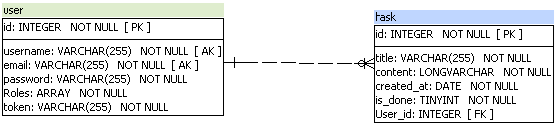 user
id: INTEGER NOT NULL [ PK ]
username: VARCHAR(255) NOT NULL [ AK ]
email: VARCHAR(255) NOT NULL [ AK ]
password: VARCHAR(255) NOT NULL
Roles: ARRAY NOT NULL
token: VARCHAR(255) NOT NULL
task
id: INTEGER NOT NULL [ PK ]
title: VARCHAR(255) NOT NULL
content: LONGVARCHAR NOT NULL
created_at: DATE NOT NULL
is_done: TINYINT NOT NULL
User_id: INTEGER [ FK ]